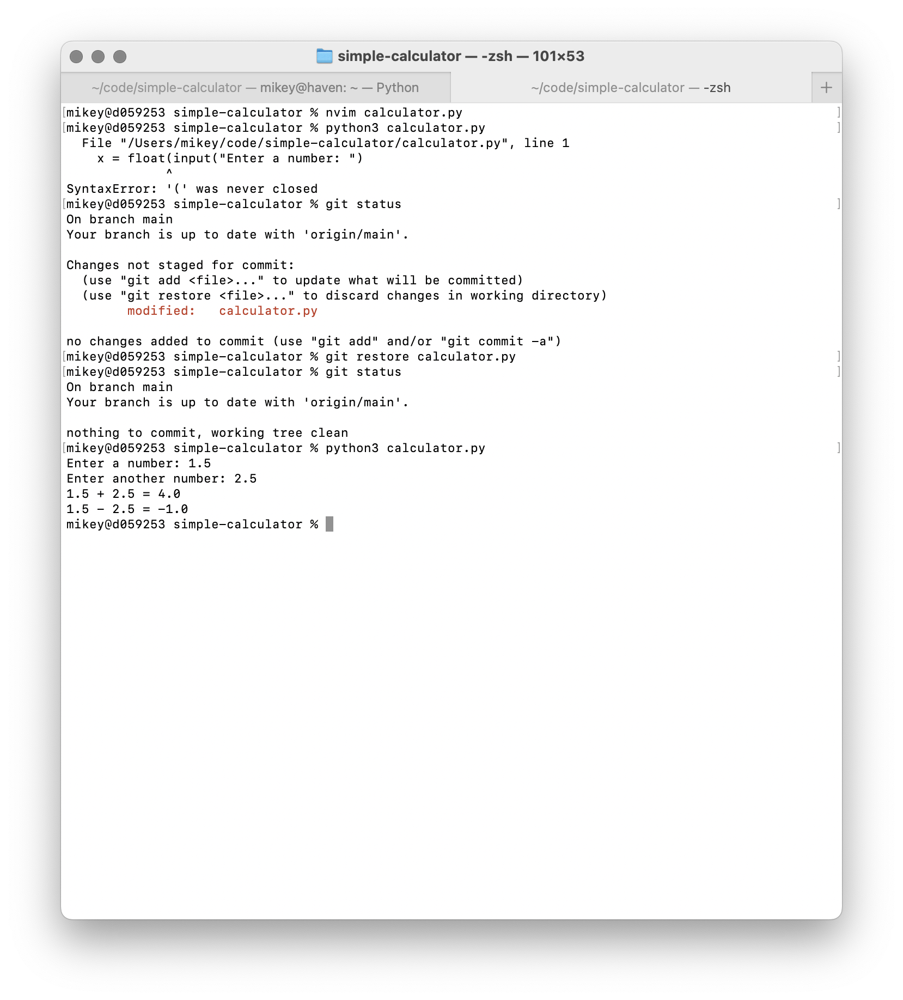 simple-calculator — -zsh — 101×53
~/code/simple-calculator — mikey@haven: ~ — Python
~/code/simple-calculator — -zsh
+
[mikey@d059253 simple-calculator % nvim calculator.py ]
[mikey@d059253 simple-calculator % python3 calculator.py ]
  File "/Users/mikey/code/simple-calculator/calculator.py", line 1
    x = float(input("Enter a number: ")
             ^
SyntaxError: '(' was never closed
[mikey@d059253 simple-calculator % git status ]
On branch main
Your branch is up to date with 'origin/main'.

Changes not staged for commit:
  (use "git add <file>..." to update what will be committed)
  (use "git restore <file>..." to discard changes in working directory)
        modified:   calculator.py

no changes added to commit (use "git add" and/or "git commit -a")
[mikey@d059253 simple-calculator % git restore calculator.py ]
[mikey@d059253 simple-calculator % git status ]
On branch main
Your branch is up to date with 'origin/main'.

nothing to commit, working tree clean
[mikey@d059253 simple-calculator % python3 calculator.py ]
Enter a number: 1.5
Enter another number: 2.5
1.5 + 2.5 = 4.0
1.5 - 2.5 = -1.0
mikey@d059253 simple-calculator %